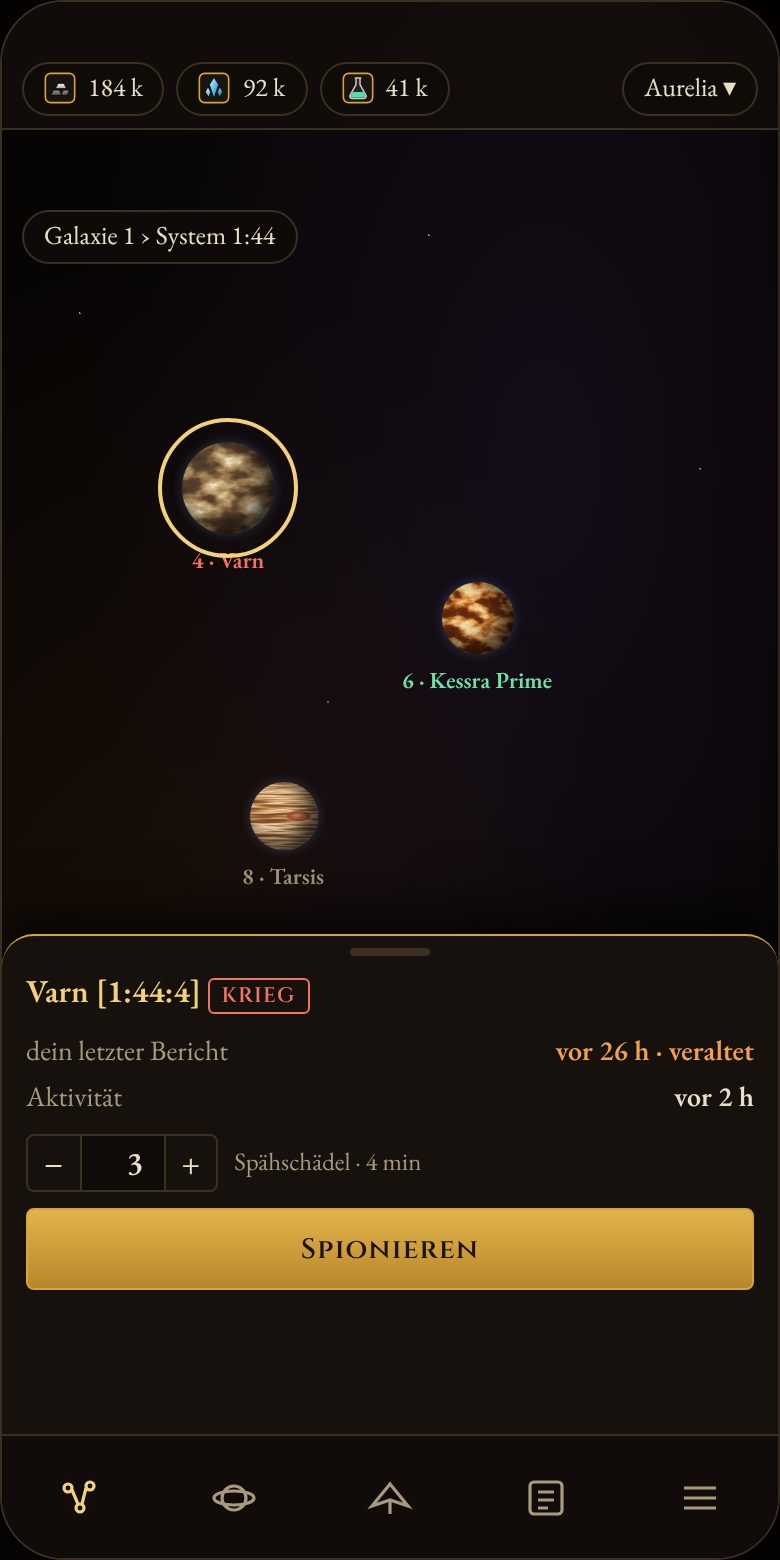 184 k 92 k 41 k Aurelia ▼
Galaxie 1 › System 1:44
4 · Varn
6 · Kessra Prime
8 · Tarsis
Varn [1:44:4] KRIEG
dein letzter Bericht vor 26 h · veraltet
Aktivität vor 2 h
− 3 + Spähschädel · 4 min
SPIONIEREN